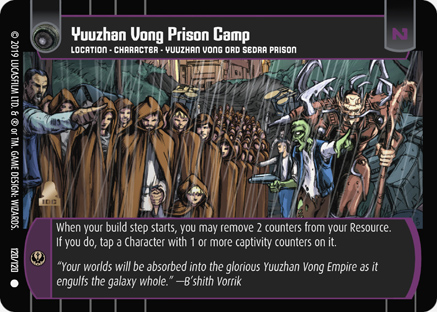 Yuuzhan Vong Prison Camp
LOCATION - CHARACTER - YUUZHAN VONG ORD SEDRA PRISON
When your build step starts, you may remove 2 counters from your Resource.
If you do, tap a Character with 1 or more captivity counters on it.
“Your worlds will be absorbed into the glorious Yuuzhan Vong Empire as it
engulfs the galaxy whole.” —B’shith Vorrik
© 2019 LUCASFILM LTD. & ® or TM. GAME DESIGN: WIZARDS.
120/120